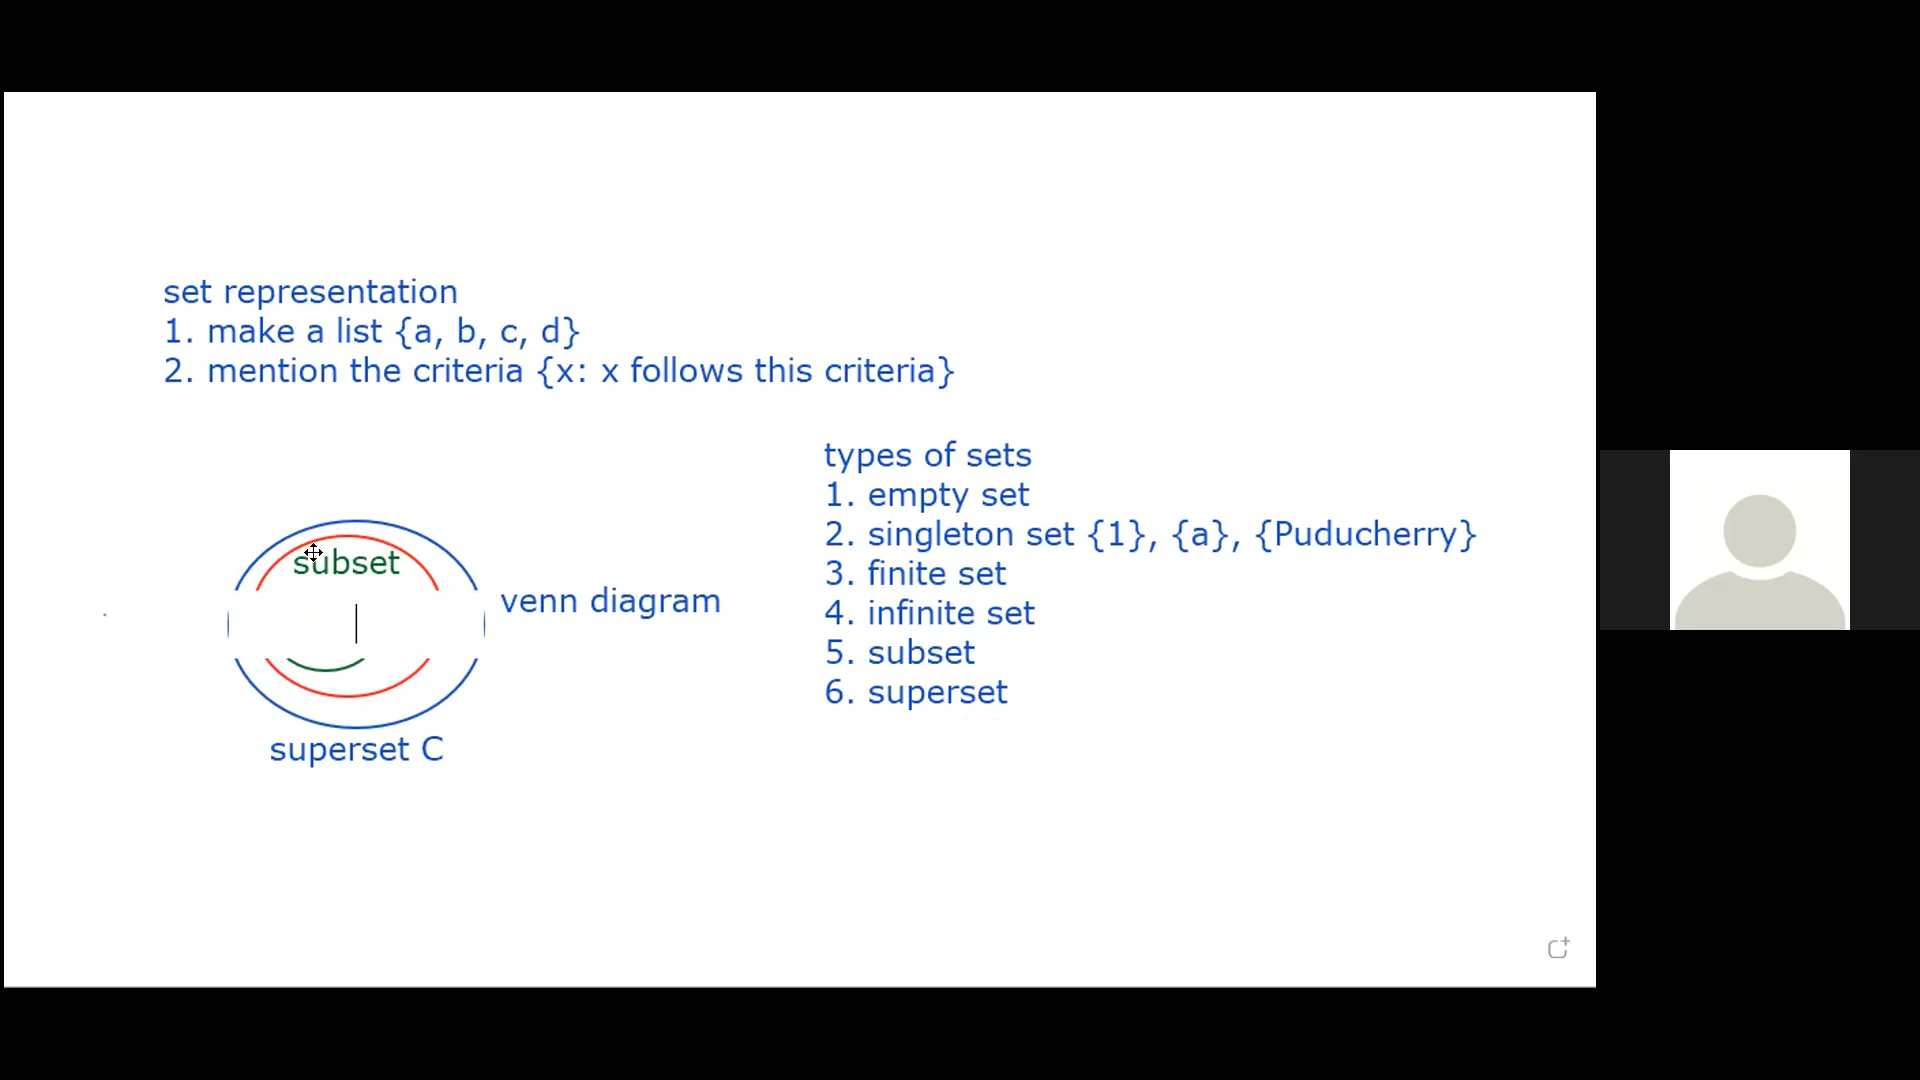 set representation
1. make a list {a, b, c, d}
2. mention the criteria {x: x follows this criteria}
types of sets
1. empty set
2. singleton set {1}, {a}, {Puducherry}
3. finite set
4. infinite set
5. subset
6. superset
subset
venn diagram
superset C